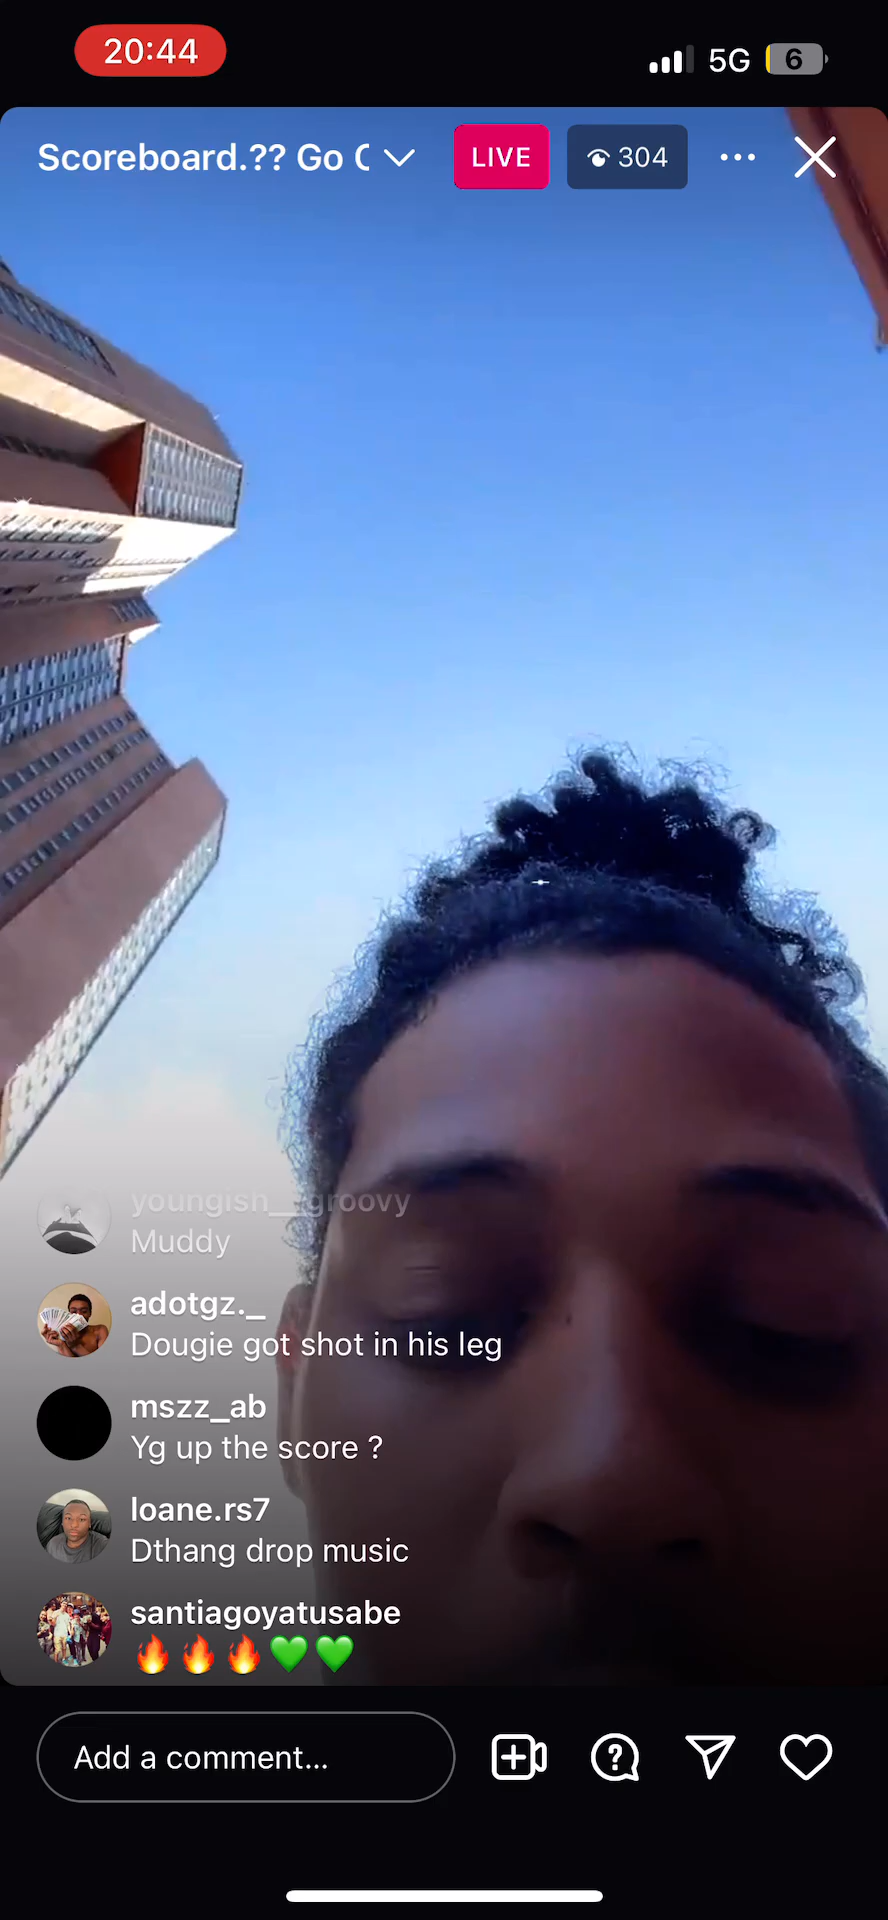 20:44
5G
6
Scoreboard.?? Go
LIVE
304
youngish__groovy
Muddy
adotgz._
Dougie got shot in his leg
mszz_ab
Yg up the score ?
loane.rs7
Dthang drop music
santiagoyatusabe
🔥🔥🔥💚💚
Add a comment...